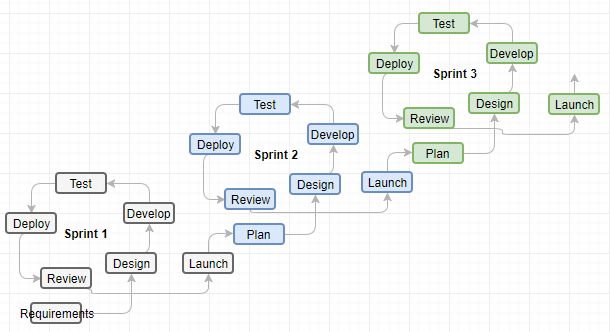 Test
Develop
Deploy
Sprint 3
Design
Launch
Review
Plan
Test
Develop
Deploy
Sprint 2
Design
Launch
Review
Plan
Test
Develop
Deploy
Sprint 1
Design
Launch
Review
Requirements